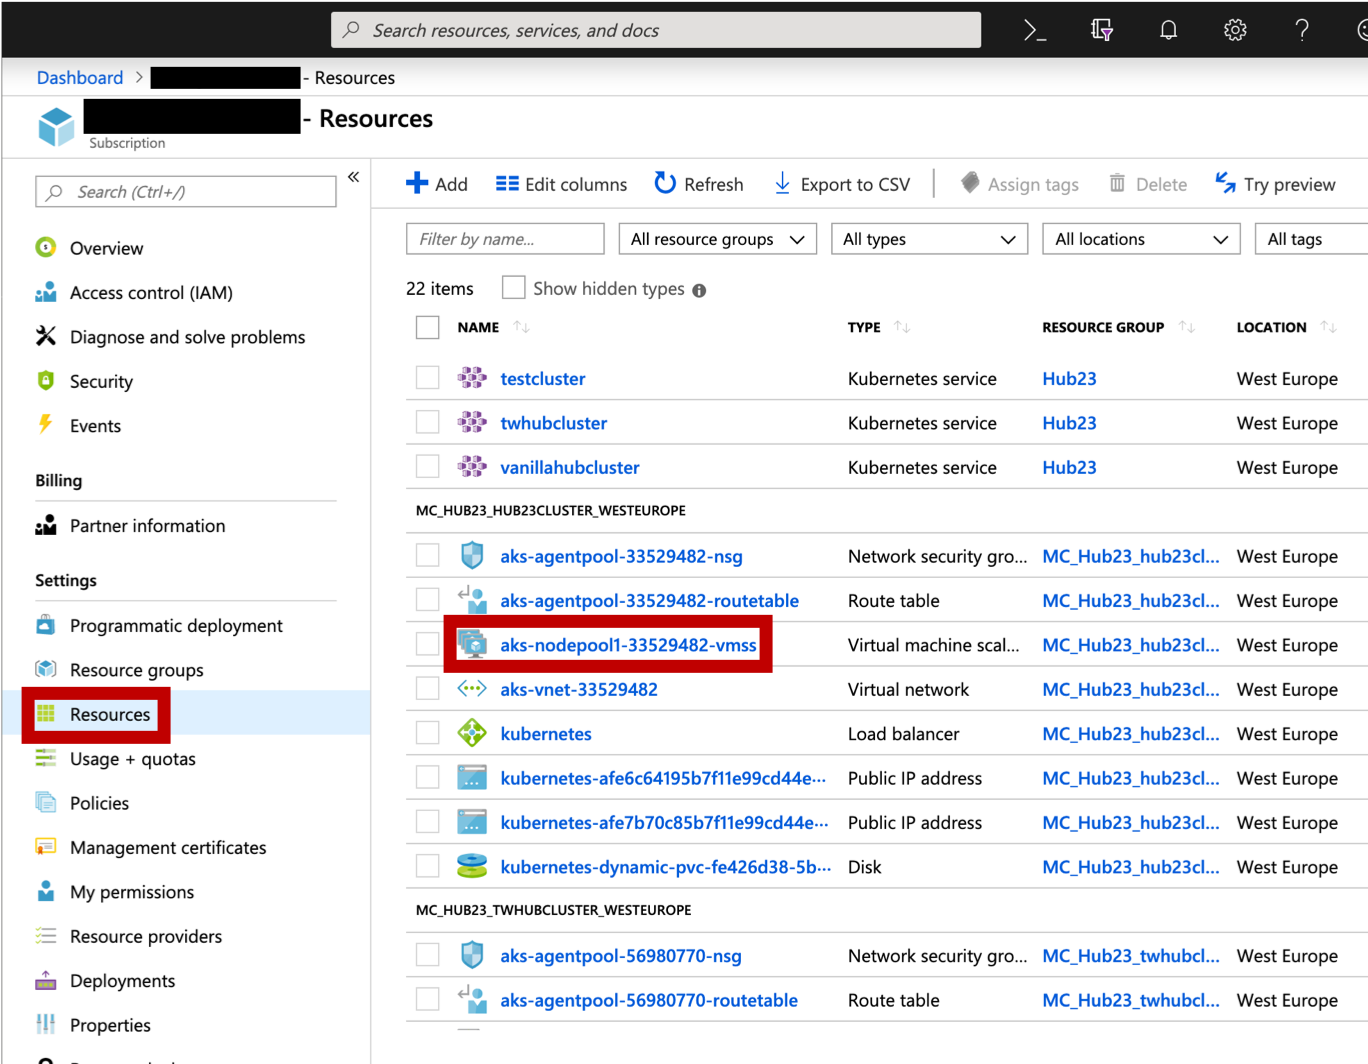 Search resources, services, and docs
Dashboard > - Resources
- Resources
Subscription
Search (Ctrl+/)
«
Overview
Access control (IAM)
Diagnose and solve problems
Security
Events
Billing
Partner information
Settings
Programmatic deployment
Resource groups
Resources
Usage + quotas
Policies
Management certificates
My permissions
Resource providers
Deployments
Properties
Add Edit columns Refresh Export to CSV Assign tags Delete Try preview
Filter by name... All resource groups All types All locations All tags
22 items Show hidden types
NAME TYPE RESOURCE GROUP LOCATION
testcluster Kubernetes service Hub23 West Europe
twhubcluster Kubernetes service Hub23 West Europe
vanillahubcluster Kubernetes service Hub23 West Europe
MC_HUB23_HUB23CLUSTER_WESTEUROPE
aks-agentpool-33529482-nsg Network security gro... MC_Hub23_hub23cl... West Europe
aks-agentpool-33529482-routetable Route table MC_Hub23_hub23cl... West Europe
aks-nodepool1-33529482-vmss Virtual machine scal... MC_Hub23_hub23cl... West Europe
aks-vnet-33529482 Virtual network MC_Hub23_hub23cl... West Europe
kubernetes Load balancer MC_Hub23_hub23cl... West Europe
kubernetes-afe6c64195b7f11e99cd44e··· Public IP address MC_Hub23_hub23cl... West Europe
kubernetes-afe7b70c85b7f11e99cd44e··· Public IP address MC_Hub23_hub23cl... West Europe
kubernetes-dynamic-pvc-fe426d38-5b··· Disk MC_Hub23_hub23cl... West Europe
MC_HUB23_TWHUBCLUSTER_WESTEUROPE
aks-agentpool-56980770-nsg Network security gro... MC_Hub23_twhubcl... West Europe
aks-agentpool-56980770-routetable Route table MC_Hub23_twhubcl... West Europe